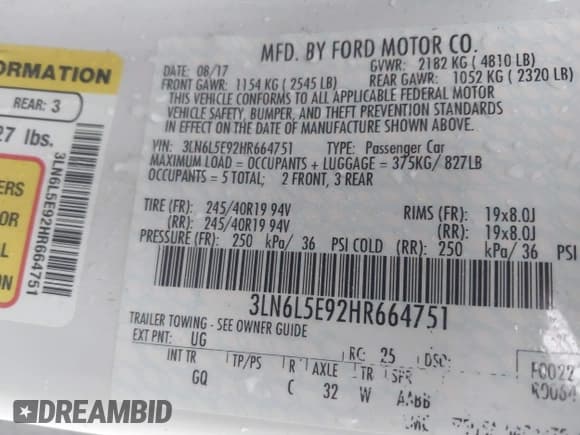 ORMATION
REAR: 3
27 lbs.
3LN6L5E92HR664751
MFD. BY FORD MOTOR CO.
DATE: 08/17 GVWR: 2182 KG ( 4810 LB)
FRONT GAWR: 1154 KG ( 2545 LB) REAR GAWR: 1052 KG ( 2320 LB)
THIS VEHICLE CONFORMS TO ALL APPLICABLE FEDERAL MOTOR
VEHICLE SAFETY, BUMPER, AND THEFT PREVENTION STANDARDS
IN EFFECT ON THE DATE OF MANUFACTURE SHOWN ABOVE.
VIN: 3LN6L5E92HR664751 TYPE: Passenger Car
MAXIMUM LOAD = OCCUPANTS + LUGGAGE = 375KG/ 827LB
OCCUPANTS = 5 TOTAL; 2 FRONT, 3 REAR
TIRE (FR): 245/40R19 94V RIMS (FR): 19x8.0J
(RR): 245/40R19 94V (RR): 19x8.0J
PRESSURE (FR): 250 kPa/ 36 PSI COLD (RR): 250 kPa/ 36 PSI
3LN6L5E92HR664751
TRAILER TOWING - SEE OWNER GUIDE
EXT PNT: UG RC: 25 DSO:
INT TR TP/PS R AXLE TR SPR
GQ C 32 W AABB
DREAMBID